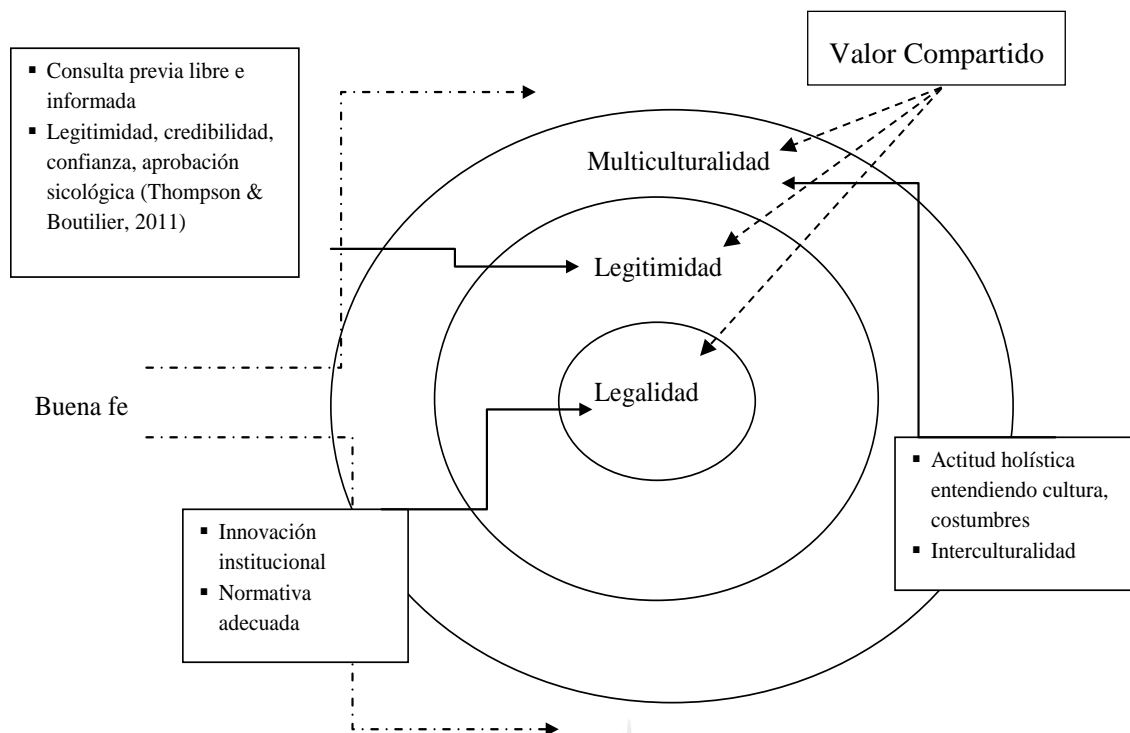 ▪ Consulta previa libre e
informada
▪ Legitimidad, credibilidad,
confianza, aprobación
sicológica (Thompson &
Boutilier, 2011)
Valor Compartido
Multiculturalidad
Legitimidad
Legalidad
Buena fe
▪ Innovación
institucional
▪ Normativa
adecuada
▪ Actitud holística
entendiendo cultura,
costumbres
▪ Interculturalidad